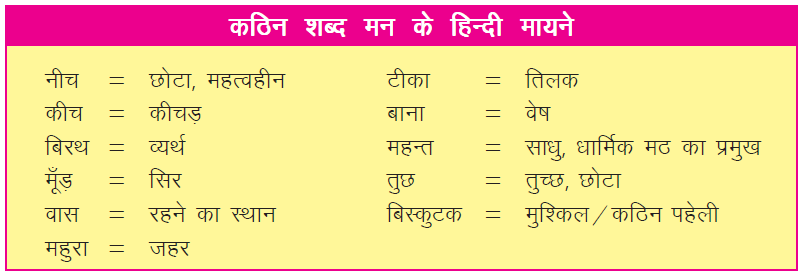 कठिन शब्द मन के हिन्दी मायने
नीच = छोटा, महत्वहीन टीका = तिलक
कीच = कीचड़ बाना = वेष
बिरथ = व्यर्थ महन्त = साधु, धार्मिक मठ का प्रमुख
मूँड़ = सिर तुछ = तुच्छ, छोटा
वास = रहने का स्थान बिस्कुटक = मुश्किल/कठिन पहेली
महुरा = जहर